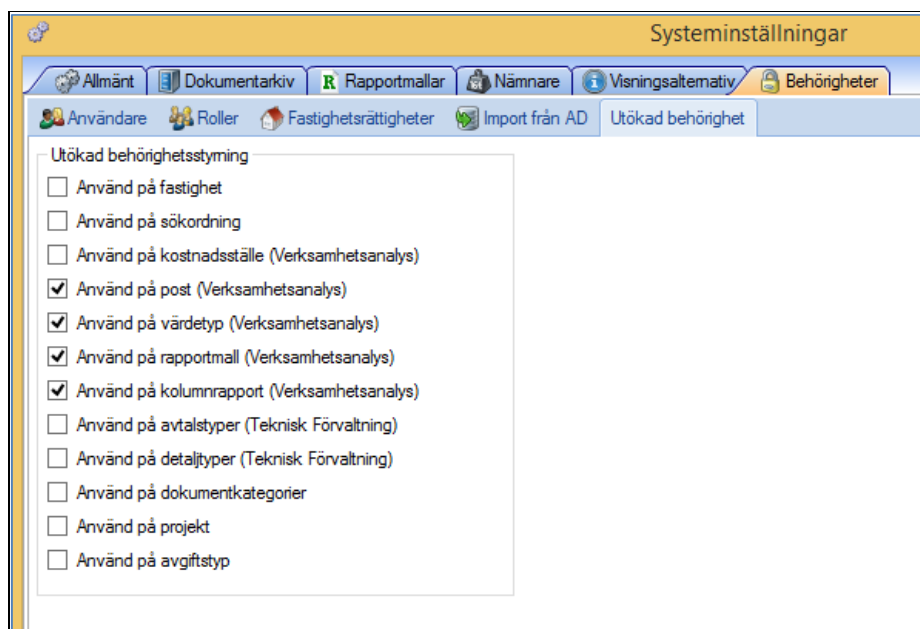 Systeminställningar
Allmänt Dokumentarkiv R Rapportmallar Nämnare Visningsalternativ Behörigheter
Användare Roller Fastighetsrättigheter Import från AD Utökad behörighet
Utökad behörighetsstyrning
Använd på fastighet
Använd på sökordning
Använd på kostnadsställe (Verksamhetsanalys)
Använd på post (Verksamhetsanalys)
Använd på värdetyp (Verksamhetsanalys)
Använd på rapportmall (Verksamhetsanalys)
Använd på kolumnrapport (Verksamhetsanalys)
Använd på avtalstyper (Teknisk Förvaltning)
Använd på detaljtyper (Teknisk Förvaltning)
Använd på dokumentkategorier
Använd på projekt
Använd på avgiftstyp